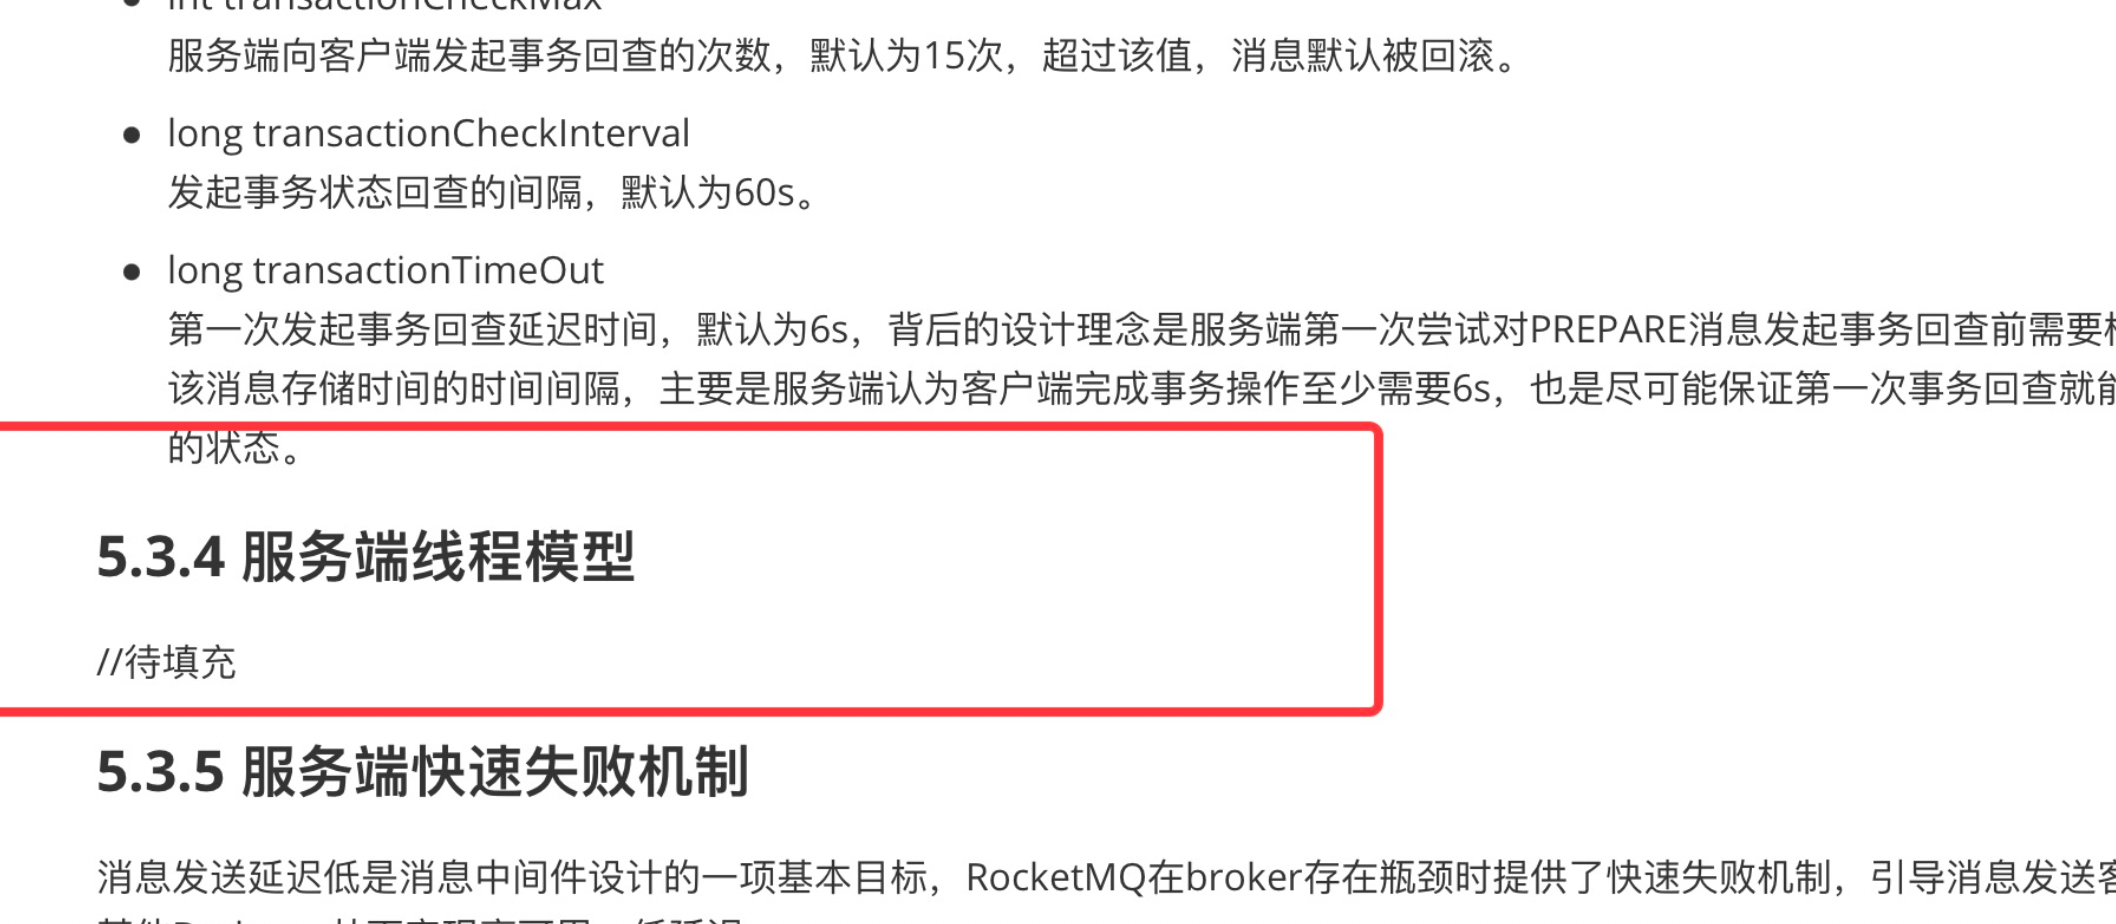 int transactionCheckMax
服务端向客户端发起事务回查的次数，默认为15次，超过该值，消息默认被回滚。
long transactionCheckInterval
发起事务状态回查的间隔，默认为60s。
long transactionTimeOut
第一次发起事务回查延迟时间，默认为6s，背后的设计理念是服务端第一次尝试对PREPARE消息发起事务回查前需要
该消息存储时间的时间间隔，主要是服务端认为客户端完成事务操作至少需要6s，也是尽可能保证第一次事务回查就能
的状态。
5.3.4 服务端线程模型
//待填充
5.3.5 服务端快速失败机制
消息发送延迟低是消息中间件设计的一项基本目标，RocketMQ在broker存在瓶颈时提供了快速失败机制，引导消息发送客